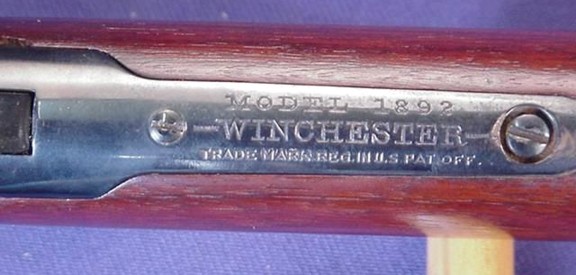 MODEL 1892
—WINCHESTER—
TRADE MARK REG. IN U.S. PAT. OFF.